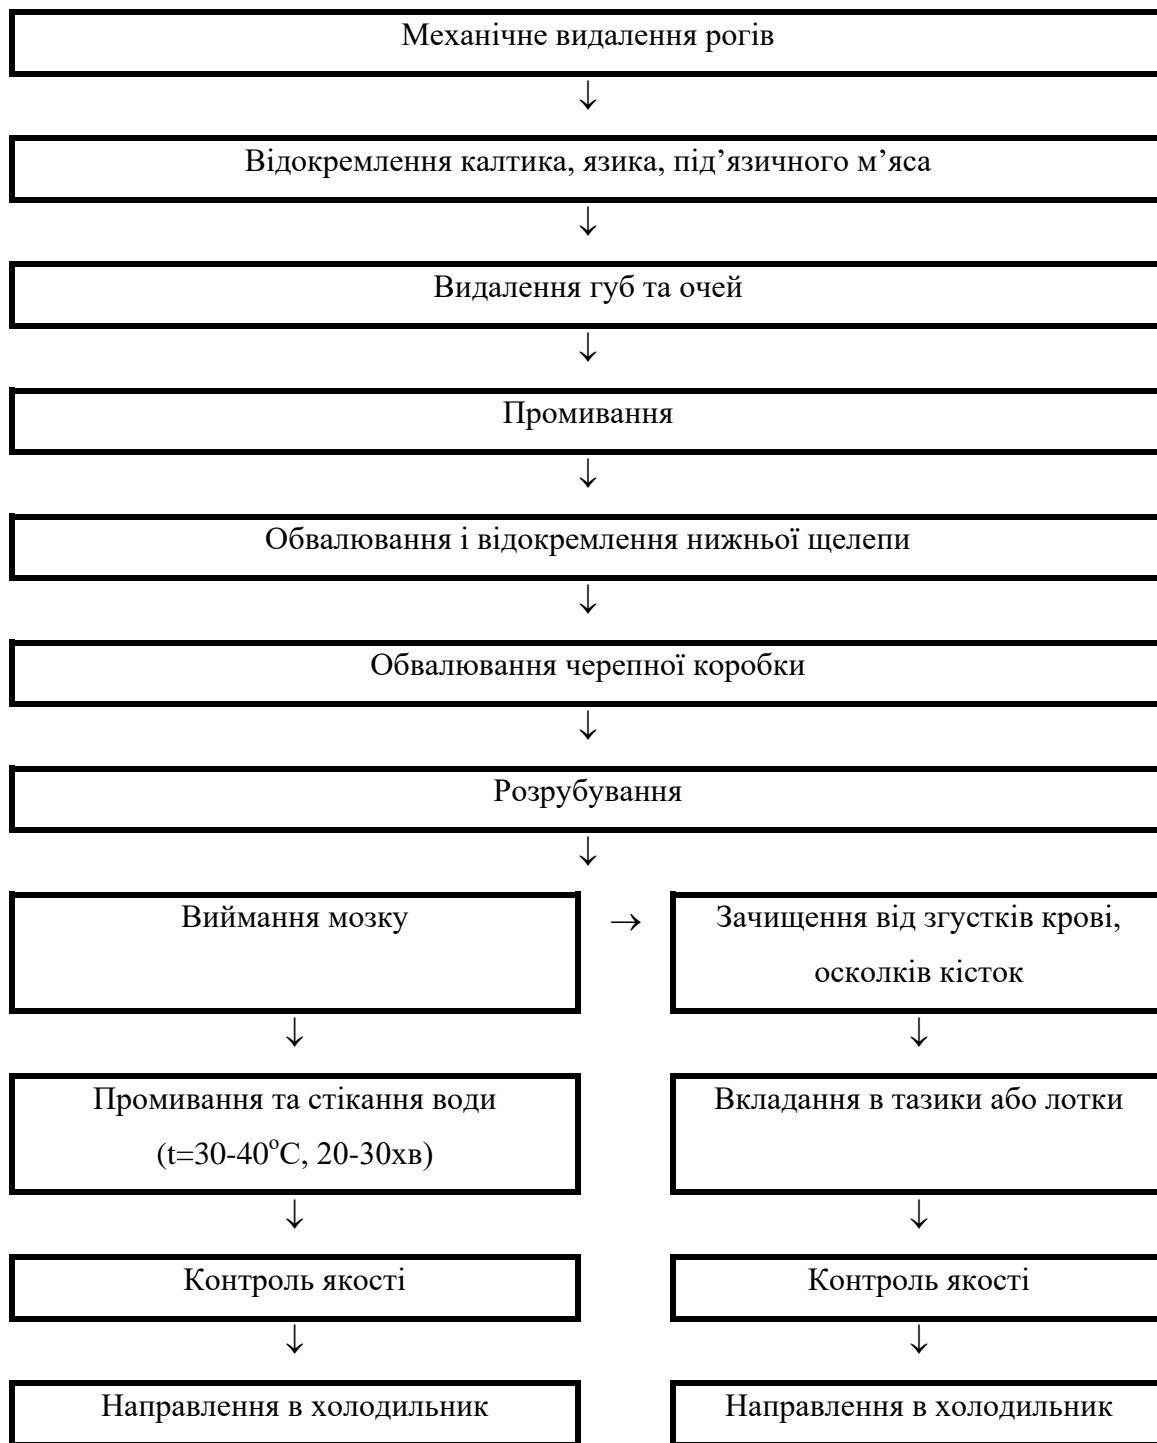 Механічне видалення рогів
↓
Відокремлення калтика, язика, під’язичного м’яса
↓
Видалення губ та очей
↓
Промивання
↓
Обвалювання і відокремлення нижньої щелепи
↓
Обвалювання черепної коробки
↓
Розрубування
↓
Виймання мозку → Зачищення від згустків крові,
осколків кісток
↓ ↓
Промивання та стікання води Вкладання в тазики або лотки
(t=30-40°С, 20-30хв)
↓ ↓
Контроль якості Контроль якості
↓ ↓
Направлення в холодильник Направлення в холодильник